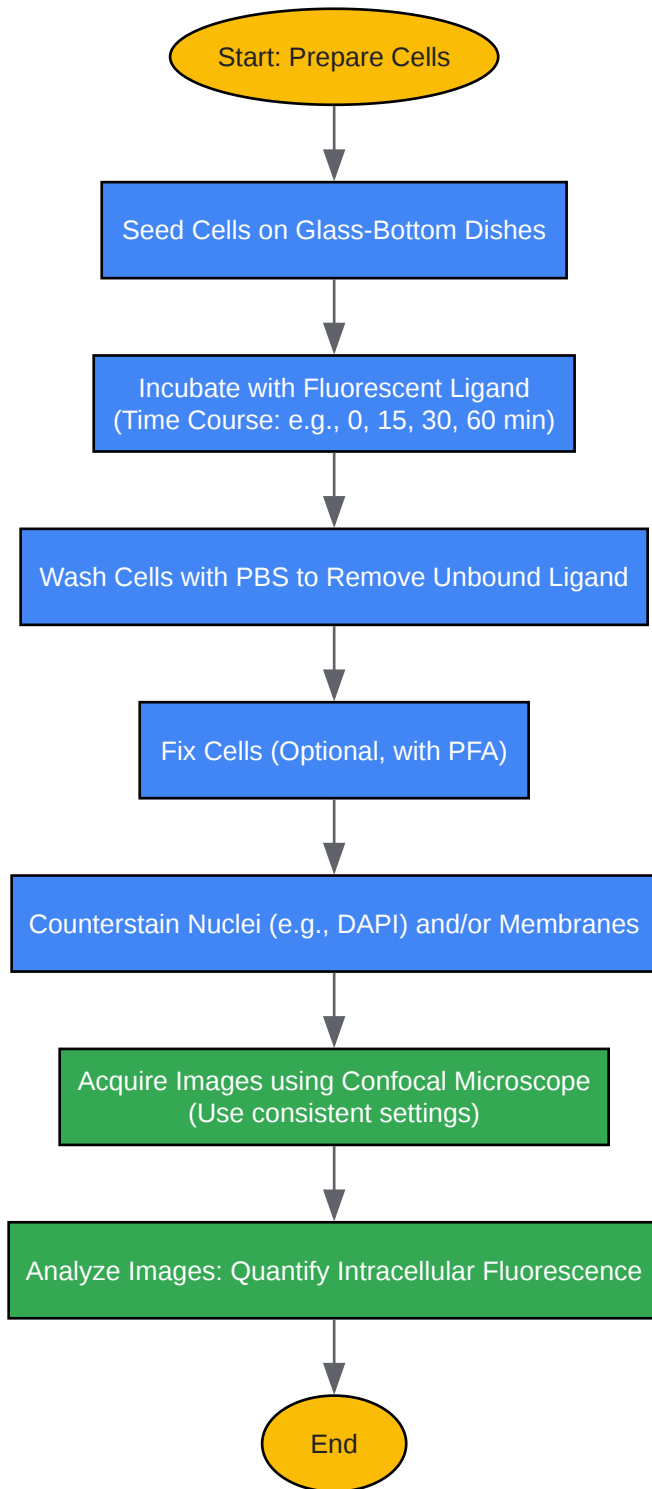 Start: Prepare Cells
Seed Cells on Glass-Bottom Dishes
Incubate with Fluorescent Ligand
(Time Course: e.g., 0, 15, 30, 60 min)
Wash Cells with PBS to Remove Unbound Ligand
Fix Cells (Optional, with PFA)
Counterstain Nuclei (e.g., DAPI) and/or Membranes
Acquire Images using Confocal Microscope
(Use consistent settings)
Analyze Images: Quantify Intracellular Fluorescence
End